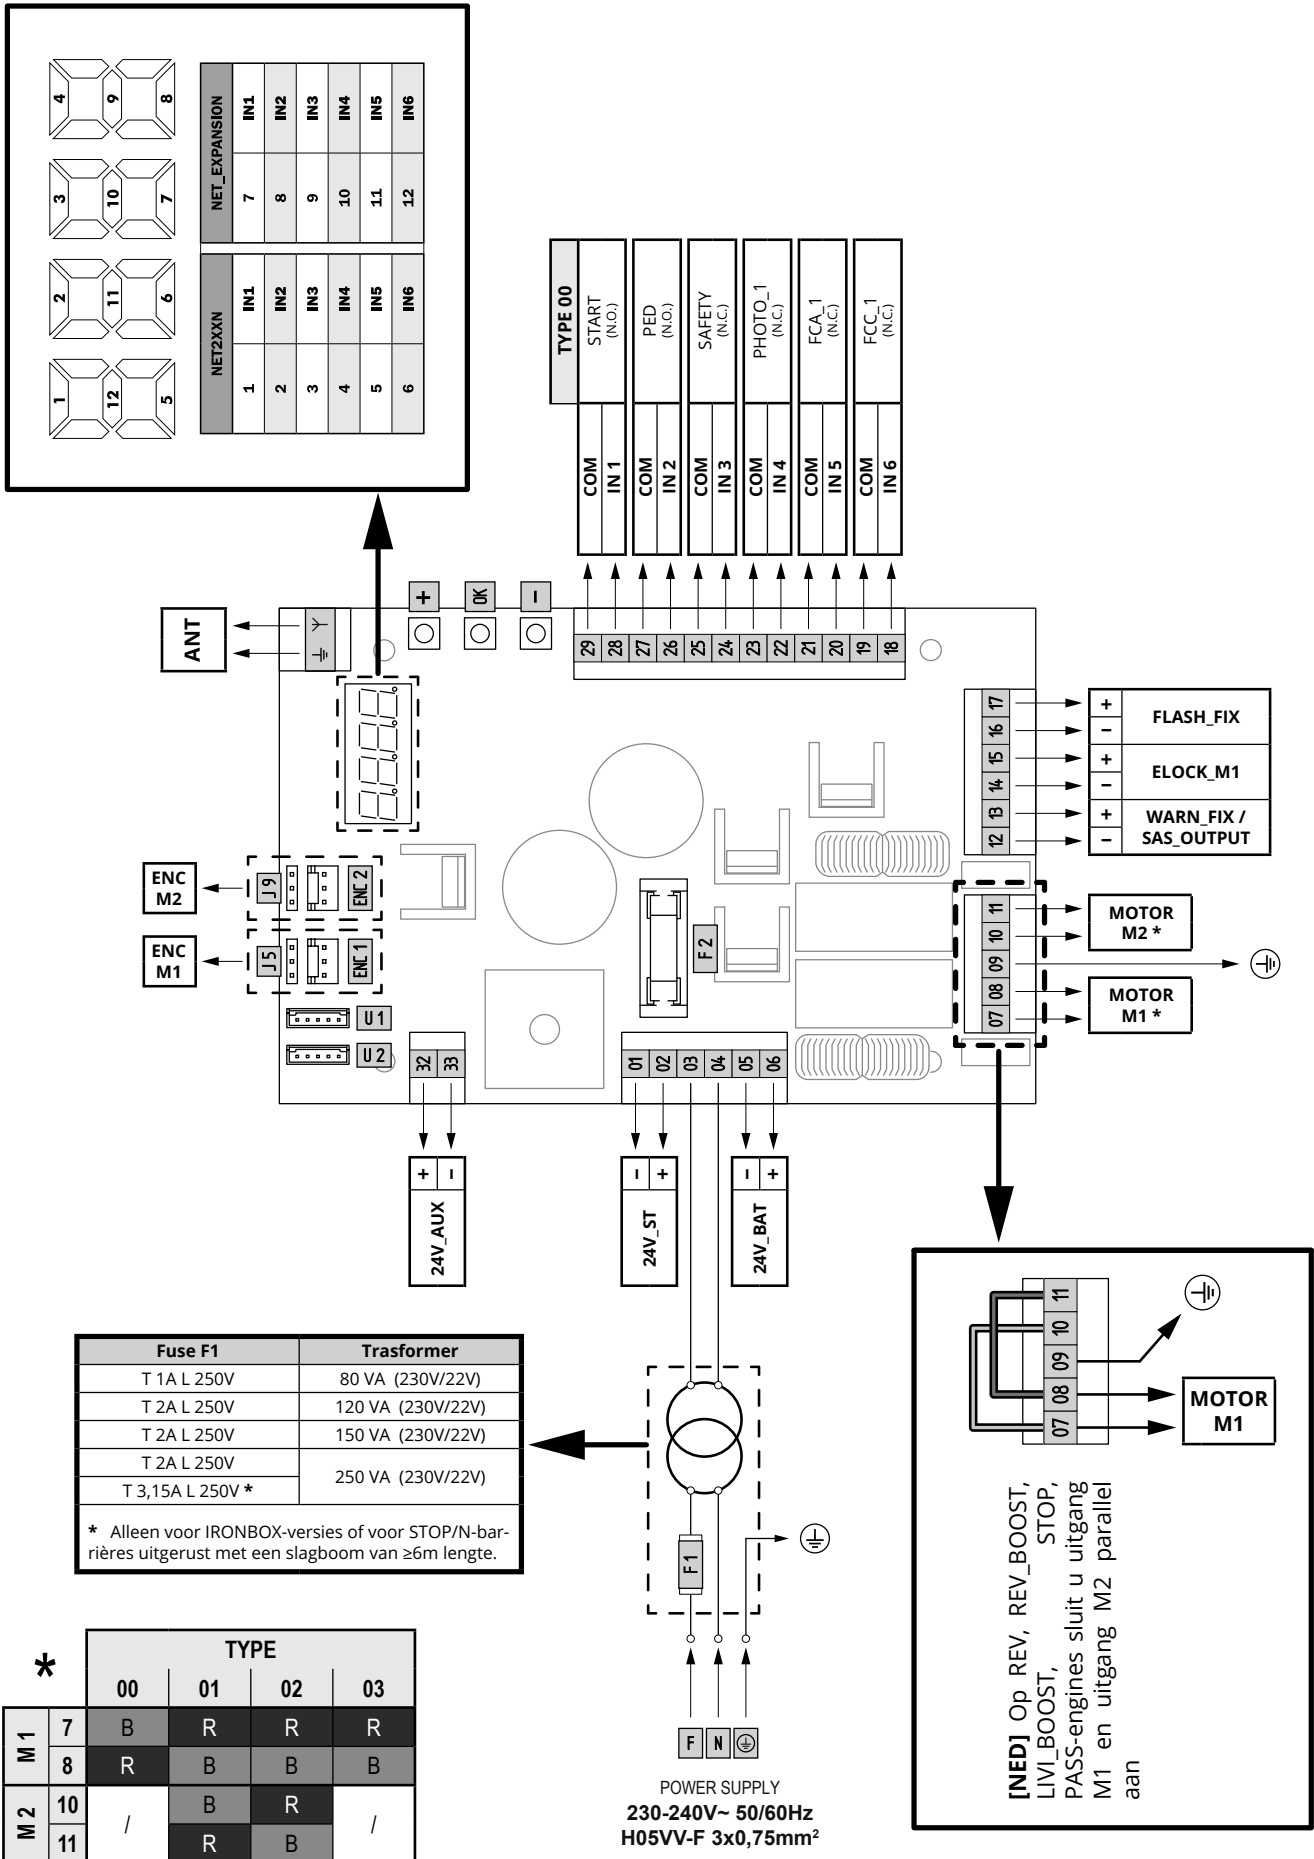 4 9 8
3 10 7
2 11 6
1 12 5
NET_EXPANSION
7 IN1
8 IN2
9 IN3
10 IN4
11 IN5
12 IN6
NET2XXN
1 IN1
2 IN2
3 IN3
4 IN4
5 IN5
6 IN6
TYPE 00
COM START
IN 1 (N.O.)
COM PED
IN 2 (N.O.)
COM SAFETY
IN 3 (N.C.)
COM PHOTO_1
IN 4 (N.C.)
COM FCA_1
IN 5 (N.C.)
COM FCC_1
IN 6 (N.C.)
ANT
+ OK −
29 28 27 26 25 24 23 22 21 20 19 18
17 + FLASH_FIX
16 −
15 + ELOCK_M1
14 −
13 + WARN_FIX /
12 − SAS_OUTPUT
ENC
M2
J9 ENC 2
ENC
M1
J5 ENC 1
U1
U2
F2
11
10
09
08
07
MOTOR
M2 *
MOTOR
M1 *
32 33
01 02 03 04 05 06
+ − 24V_AUX
− + 24V_ST
− + 24V_BAT
Fuse F1 Trasformer
T 1A L 250V 80 VA (230V/22V)
T 2A L 250V 120 VA (230V/22V)
T 2A L 250V 150 VA (230V/22V)
T 2A L 250V 250 VA (230V/22V)
T 3,15A L 250V *
* Alleen voor IRONBOX-versies of voor STOP/N-bar-
rières uitgerust met een slagboom van ≥6m lengte.
F1
F N
POWER SUPPLY
230-240V~ 50/60Hz
H05VV-F 3x0,75mm²
11
10
09
08
07
MOTOR
M1
[NED] Op REV, REV_BOOST,
LIVI_BOOST, STOP,
PASS-engines sluit u uitgang
M1 en uitgang M2 parallel
aan
* TYPE
00 01 02 03
M 1 7 B R R R
8 R B B B
M 2 10 / B R /
11 R B